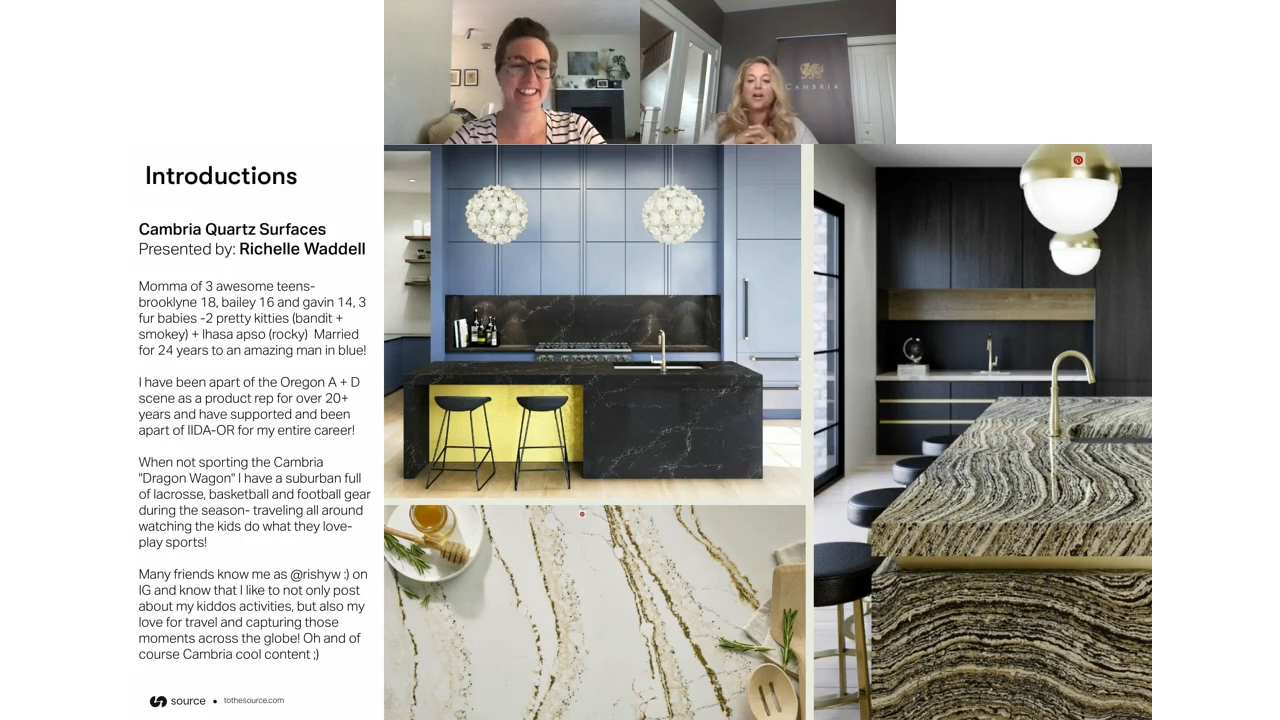 CAMBRIA
Introductions
Cambria Quartz Surfaces
Presented by: Richelle Waddell
Momma of 3 awesome teens-
brooklyne 18, bailey 16 and gavin 14, 3
fur babies -2 pretty kitties (bandit +
smokey) + lhasa apso (rocky) Married
for 24 years to an amazing man in blue!
I have been apart of the Oregon A + D
scene as a product rep for over 20+
years and have supported and been
apart of IIDA-OR for my entire career!
When not sporting the Cambria
"Dragon Wagon" I have a suburban full
of lacrosse, basketball and football gear
during the season- traveling all around
watching the kids do what they love-
play sports!
Many friends know me as @rishyw :) on
IG and know that I like to not only post
about my kiddos activities, but also my
love for travel and capturing those
moments across the globe! Oh and of
course Cambria cool content ;)
source • tothesource.com